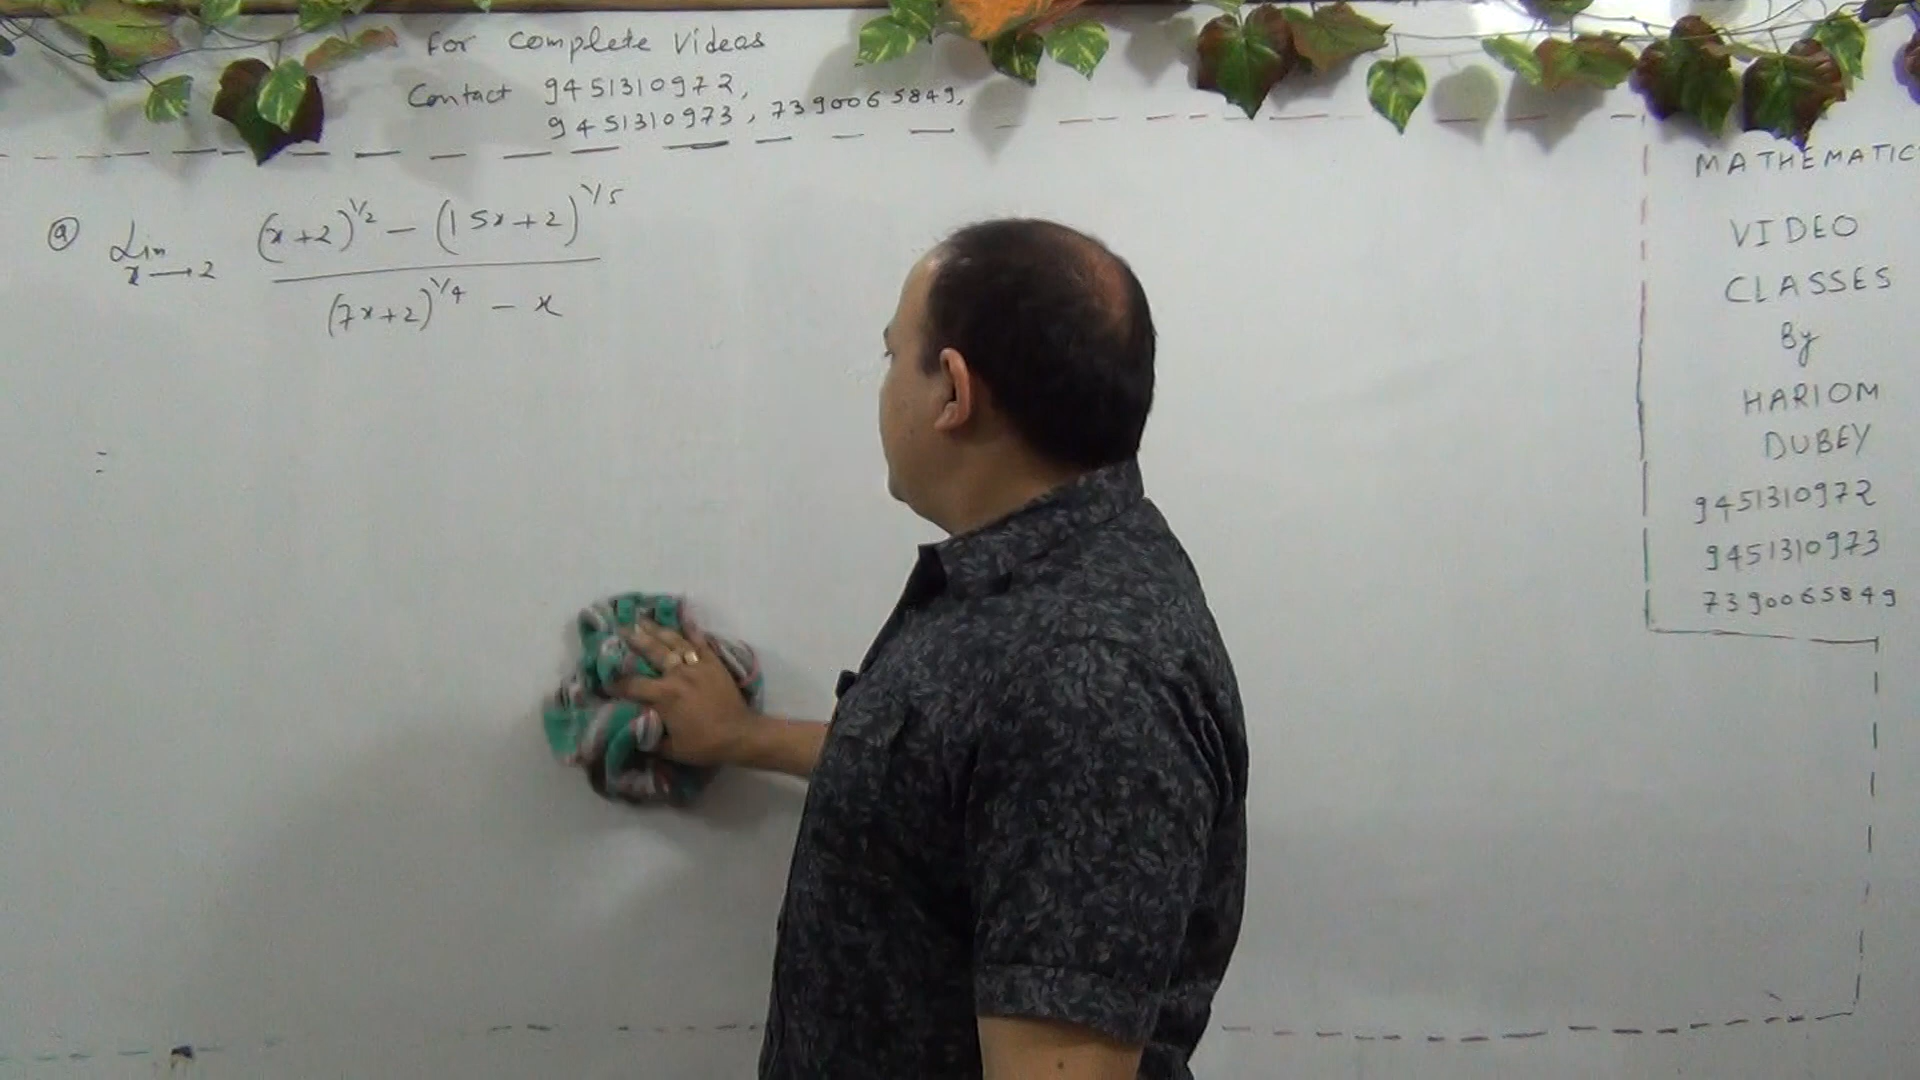 For Complete Videos
Contact 9451310972,
9451310973, 7390065849,
Q Lim x→2 ((x+2)^1/2 − (15x+2)^1/5) / ((7x+2)^1/4 − x)
=
MATHEMATIC
VIDEO
CLASSES
By
HARIOM
DUBEY
9451310972
9451310973
7390065849